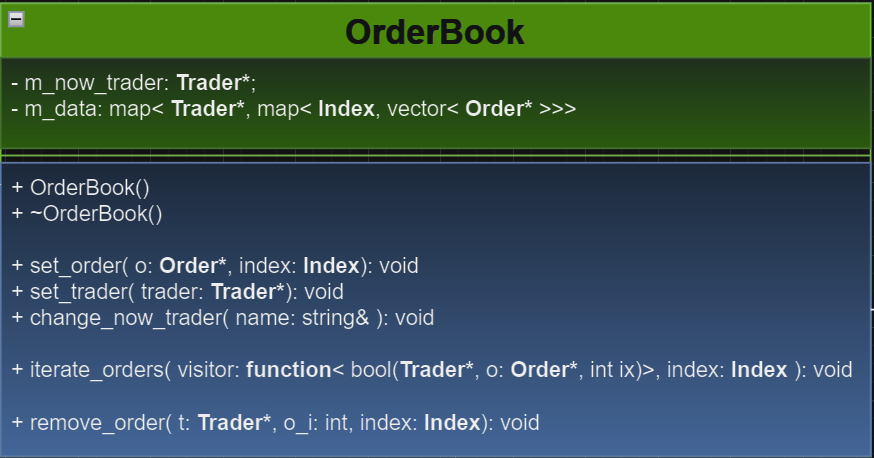 OrderBook
- m_now_trader: Trader*;
- m_data: map< Trader*, map< Index, vector< Order* >>>
+ OrderBook()
+ ~OrderBook()
+ set_order( o: Order*, index: Index): void
+ set_trader( trader: Trader*): void
+ change_now_trader( name: string& ): void
+ iterate_orders( visitor: function< bool(Trader*, o: Order*, int ix)>, index: Index ): void
+ remove_order( t: Trader*, o_i: int, index: Index): void